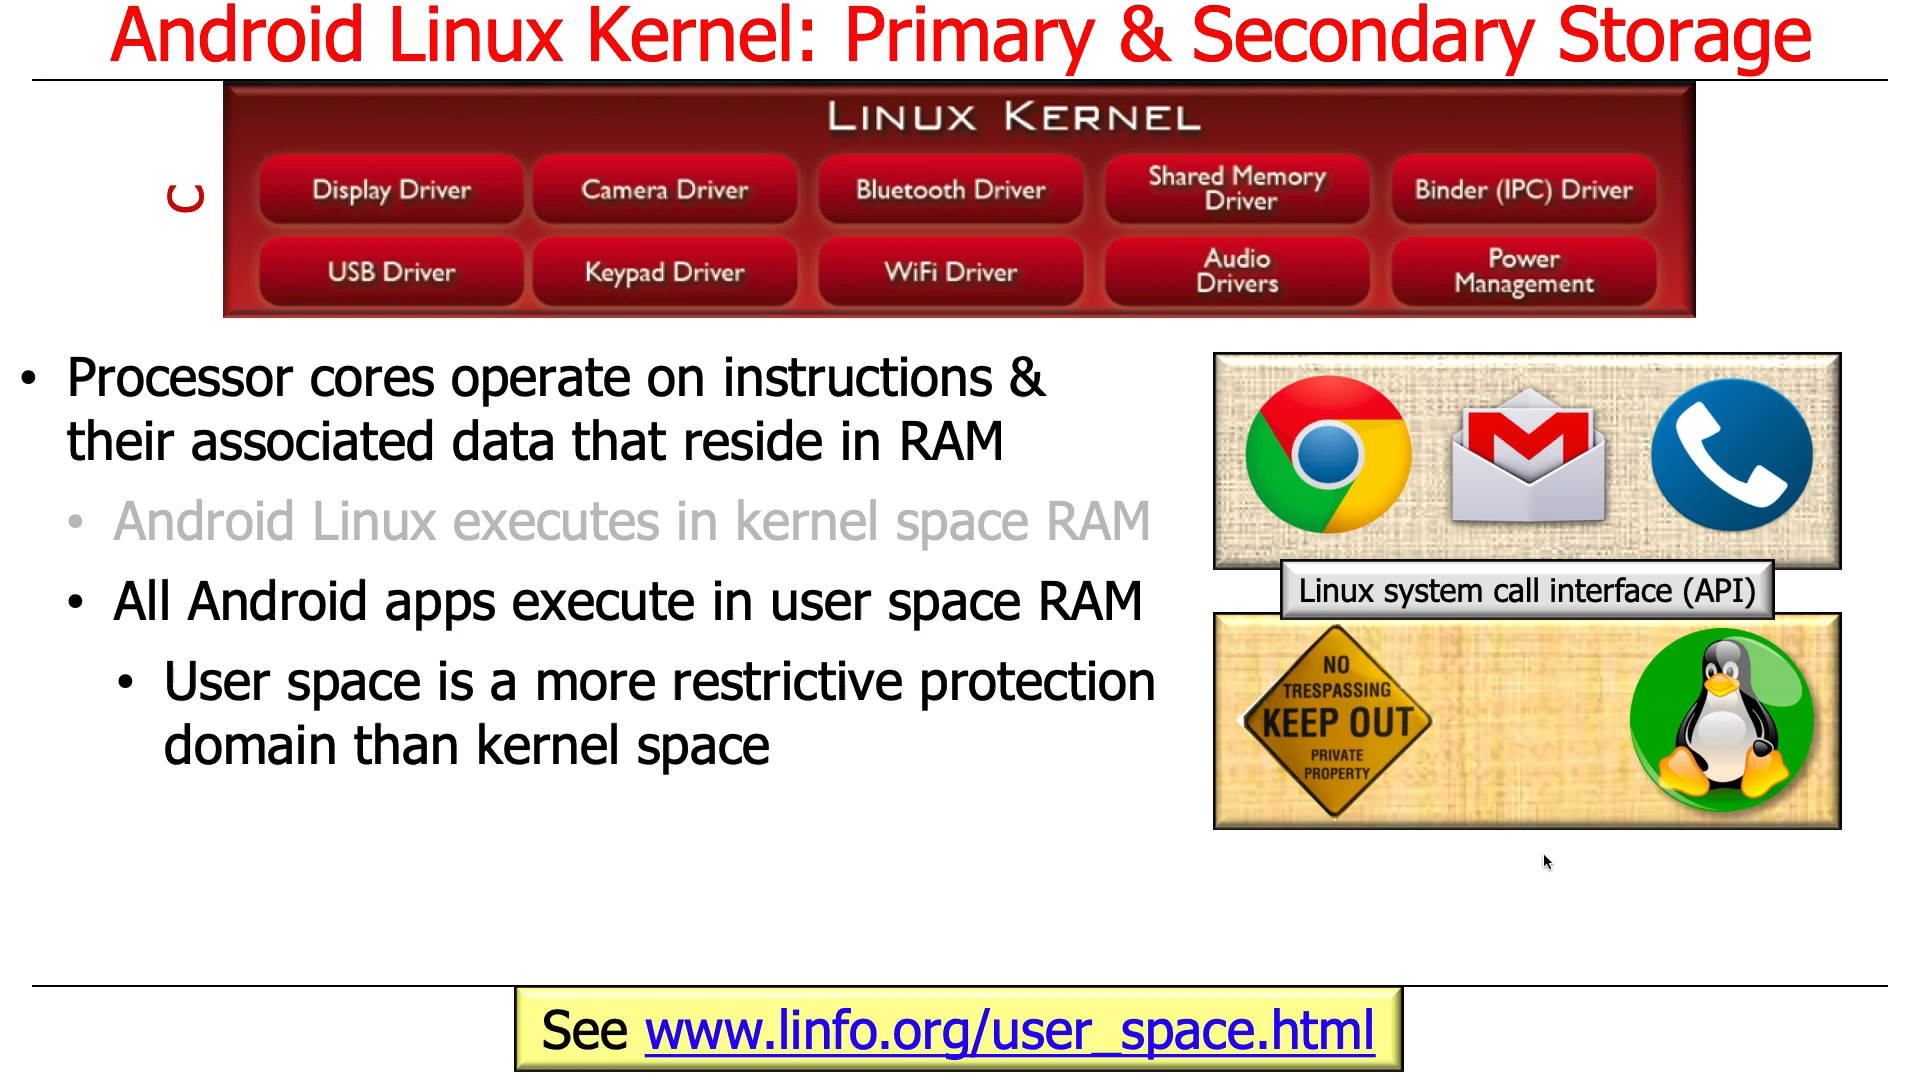 Android Linux Kernel: Primary & Secondary Storage
LINUX KERNEL
C
Display Driver
Camera Driver
Bluetooth Driver
Shared Memory
Driver
Binder (IPC) Driver
USB Driver
Keypad Driver
WiFi Driver
Audio
Drivers
Power
Management
• Processor cores operate on instructions &
their associated data that reside in RAM
• Android Linux executes in kernel space RAM
• All Android apps execute in user space RAM
• User space is a more restrictive protection
domain than kernel space
Linux system call interface (API)
NO
TRESPASSING
KEEP OUT
PRIVATE
PROPERTY
See www.linfo.org/user_space.html